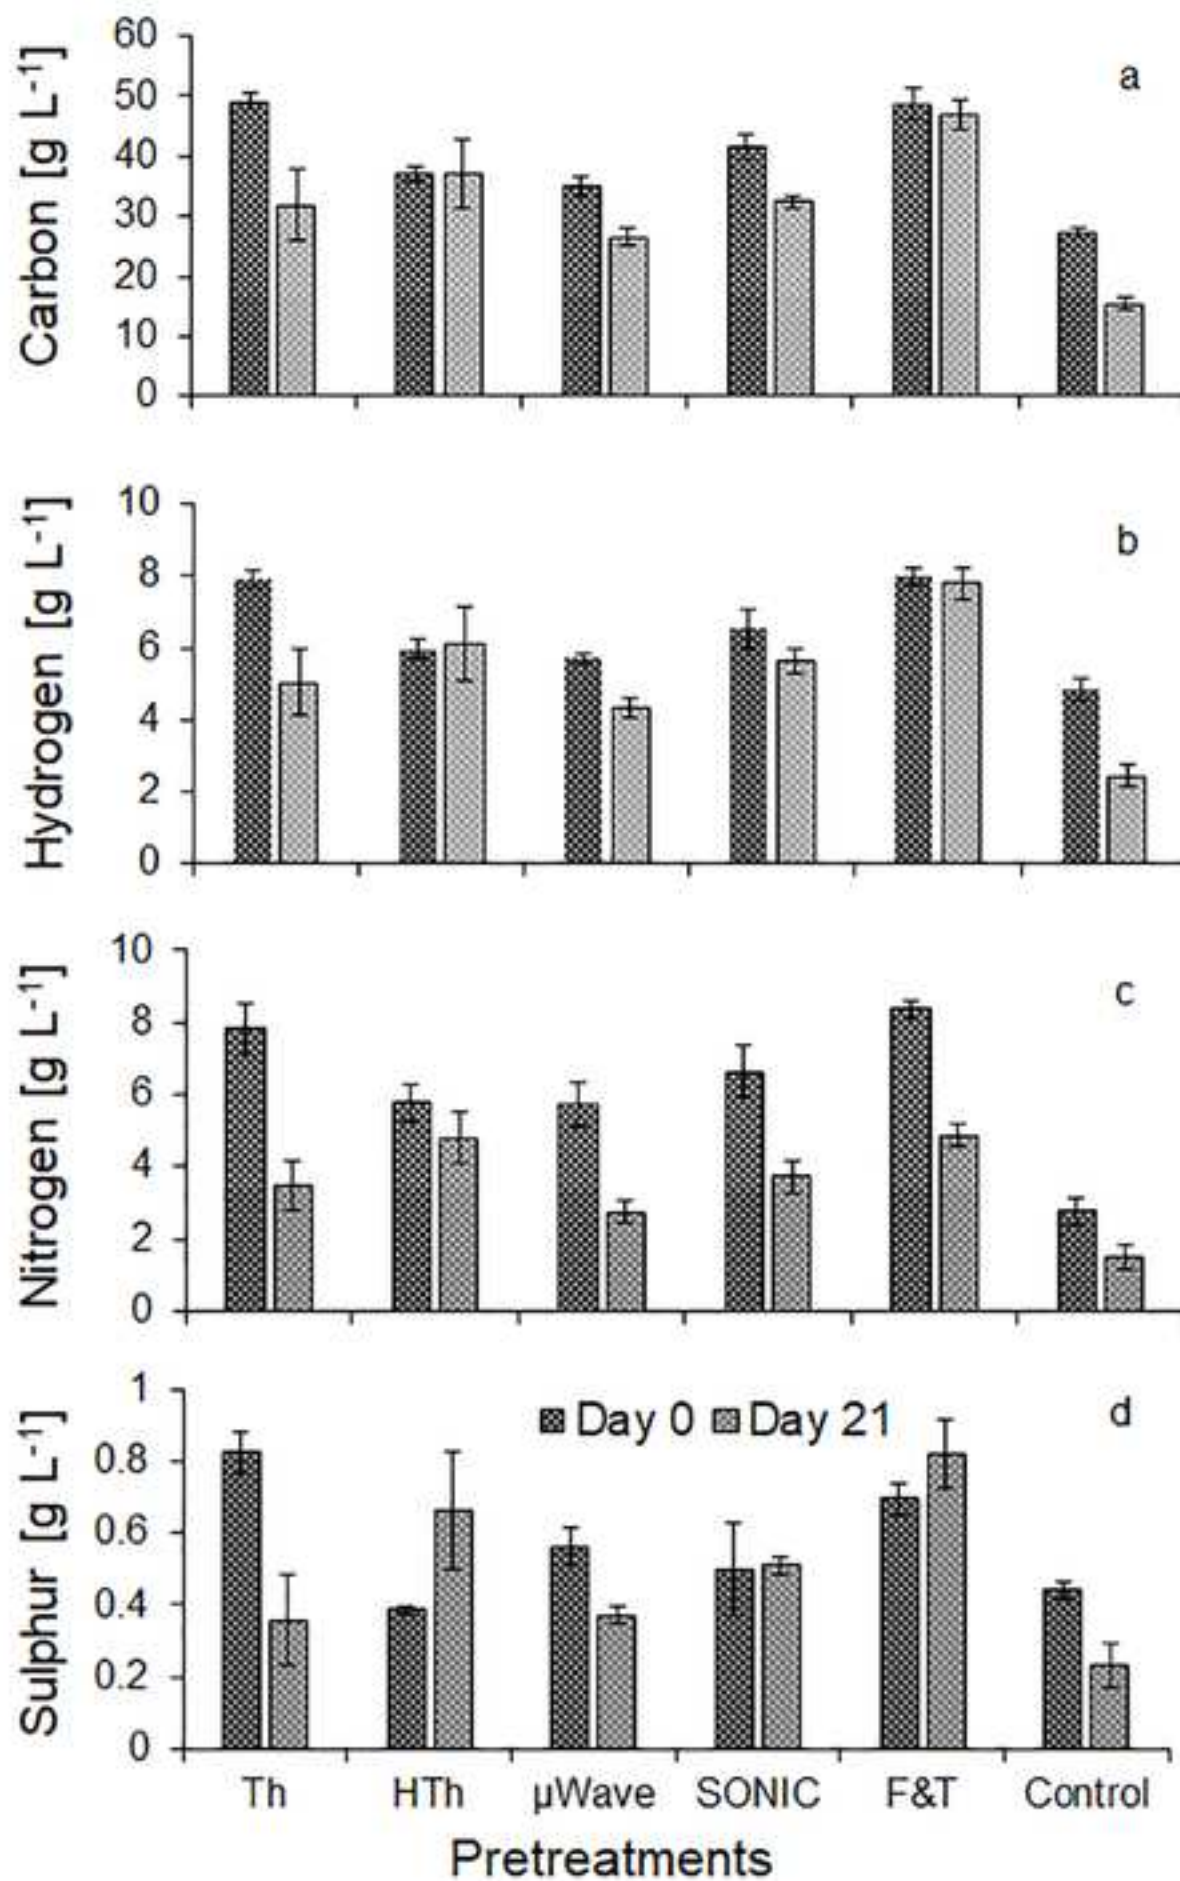 Carbon [g L-1]
60
50
40
30
20
10
0
a
Hydrogen [g L-1]
10
8
6
4
2
0
b
Nitrogen [g L-1]
10
8
6
4
2
0
c
Sulphur [g L-1]
1
0.8
0.6
0.4
0.2
0
Day 0 Day 21
d
Th HTh µWave SONIC F&T Control
Pretreatments